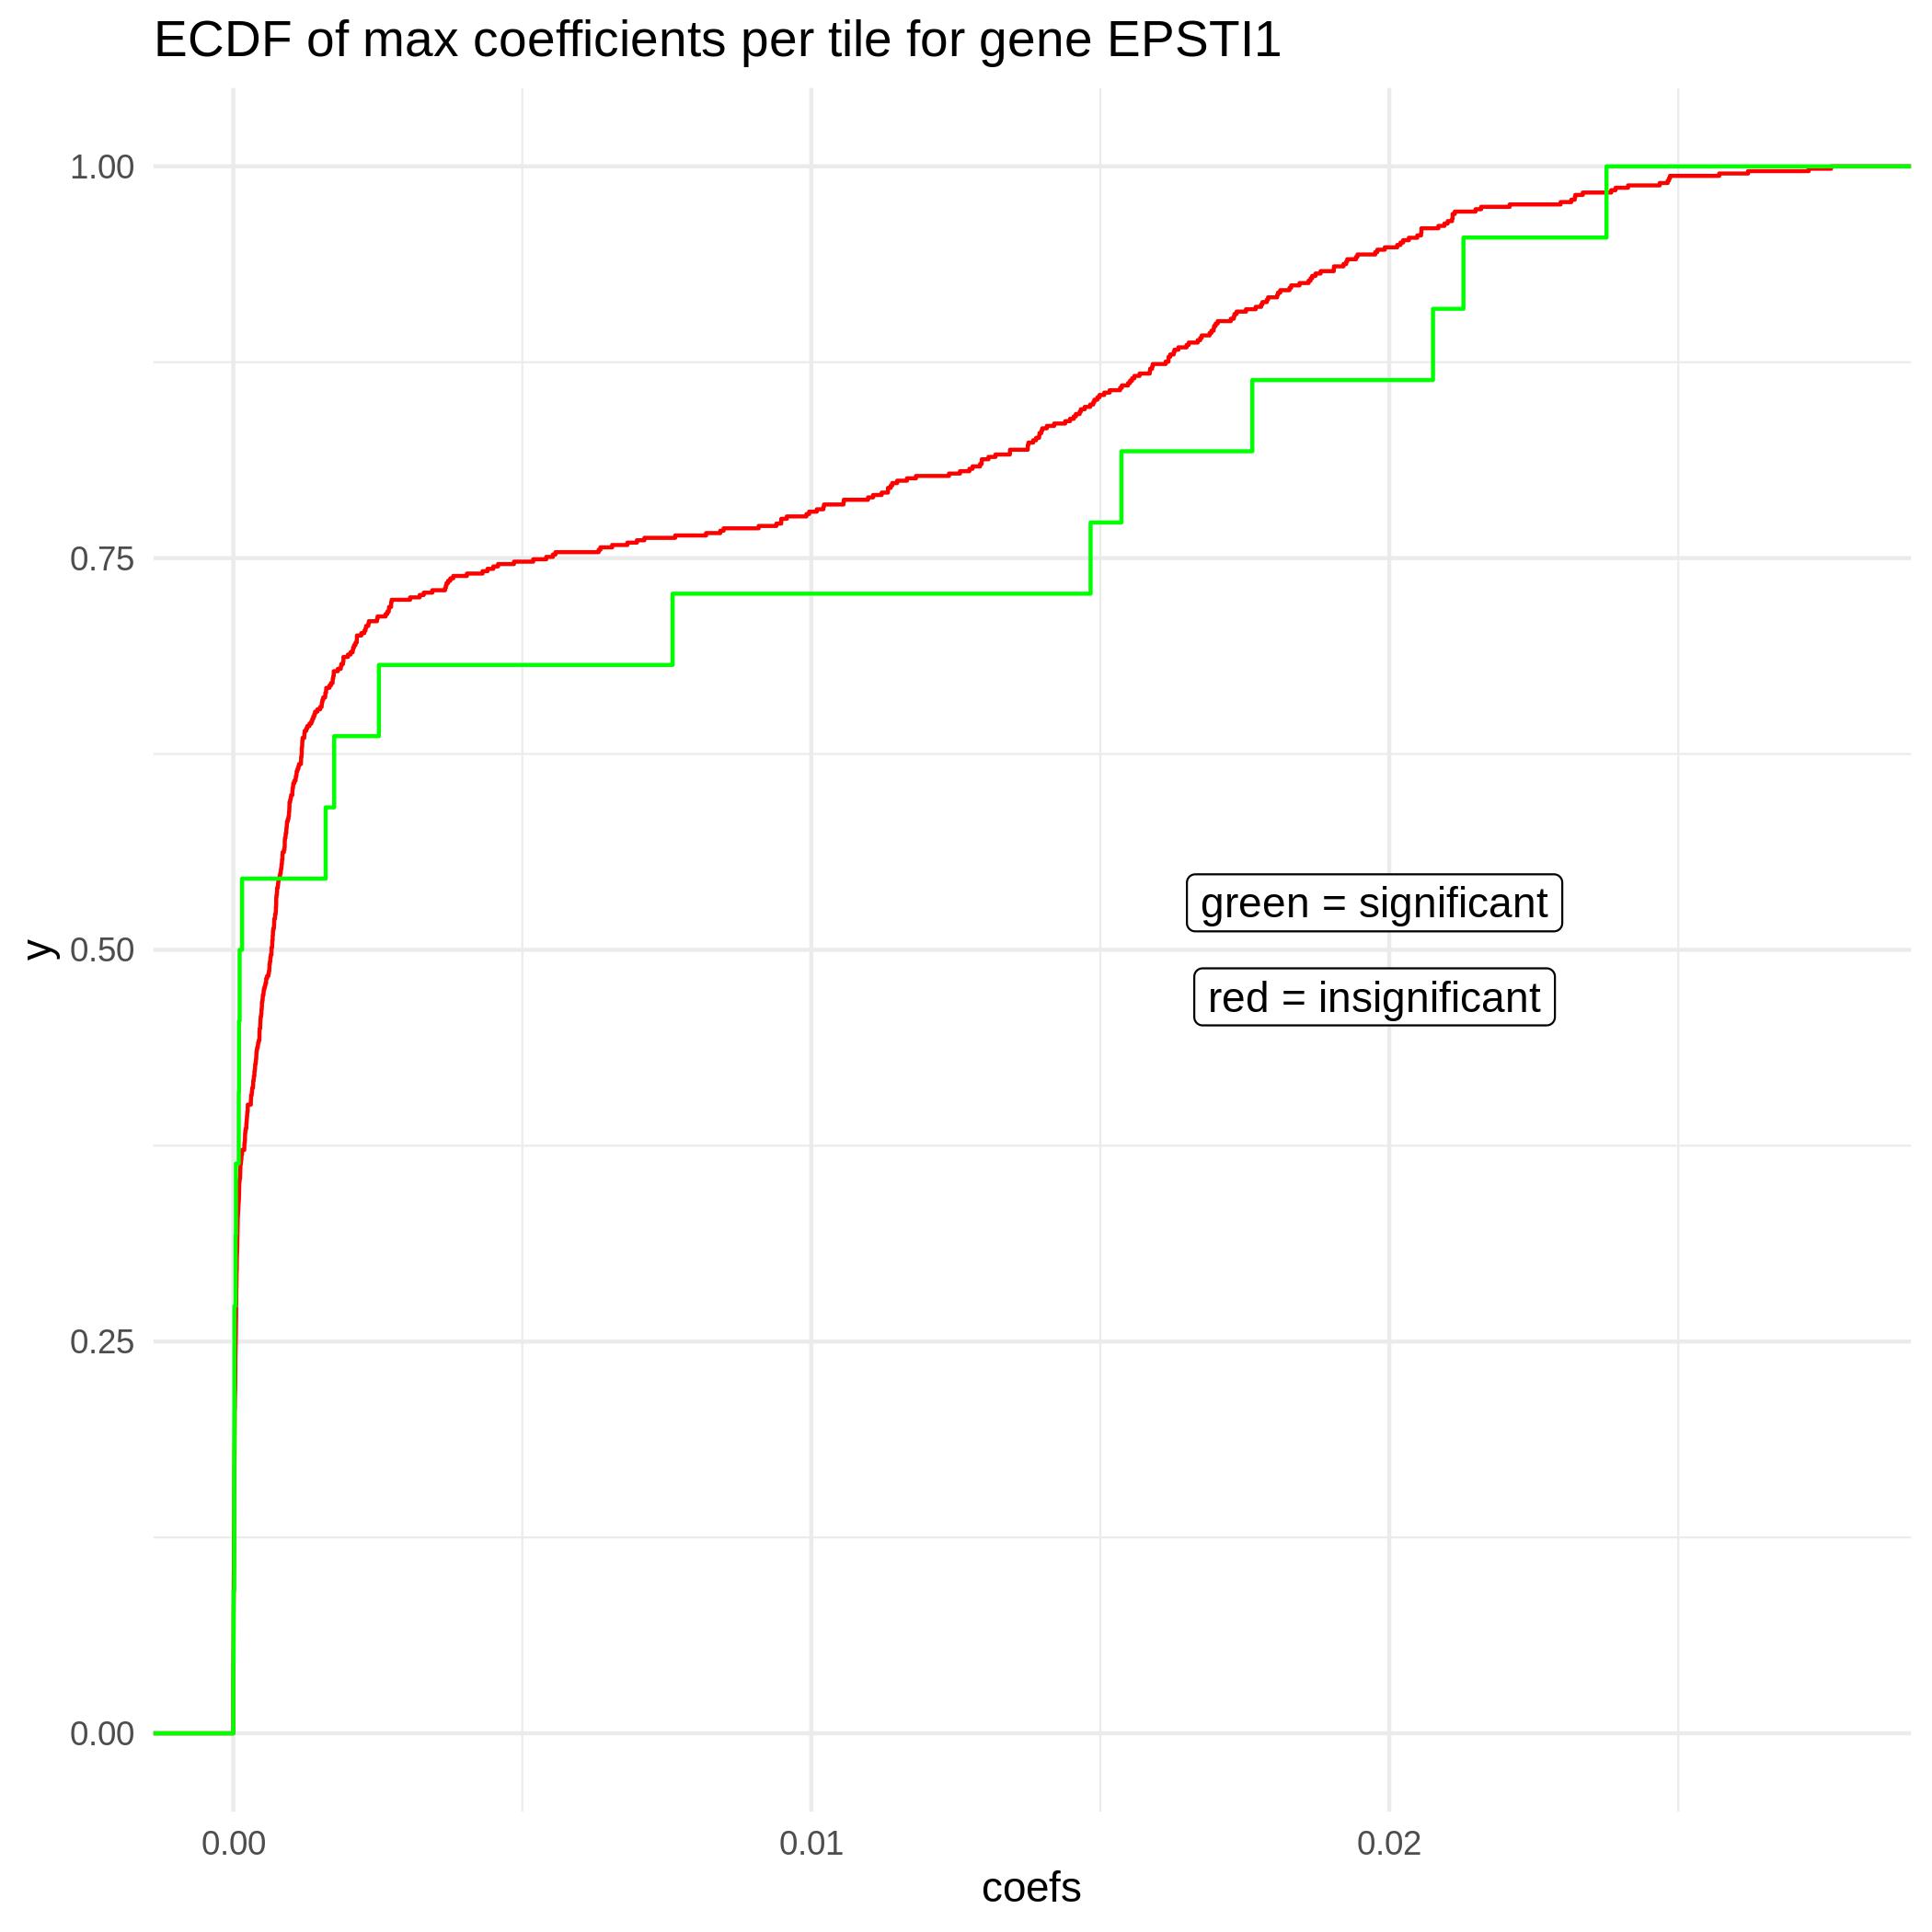 ECDF of max coefficients per tile for gene EPSTI1
1.00
0.75
0.50
0.25
0.00
y
green = significant
red = insignificant
0.00 0.01 0.02
coefs